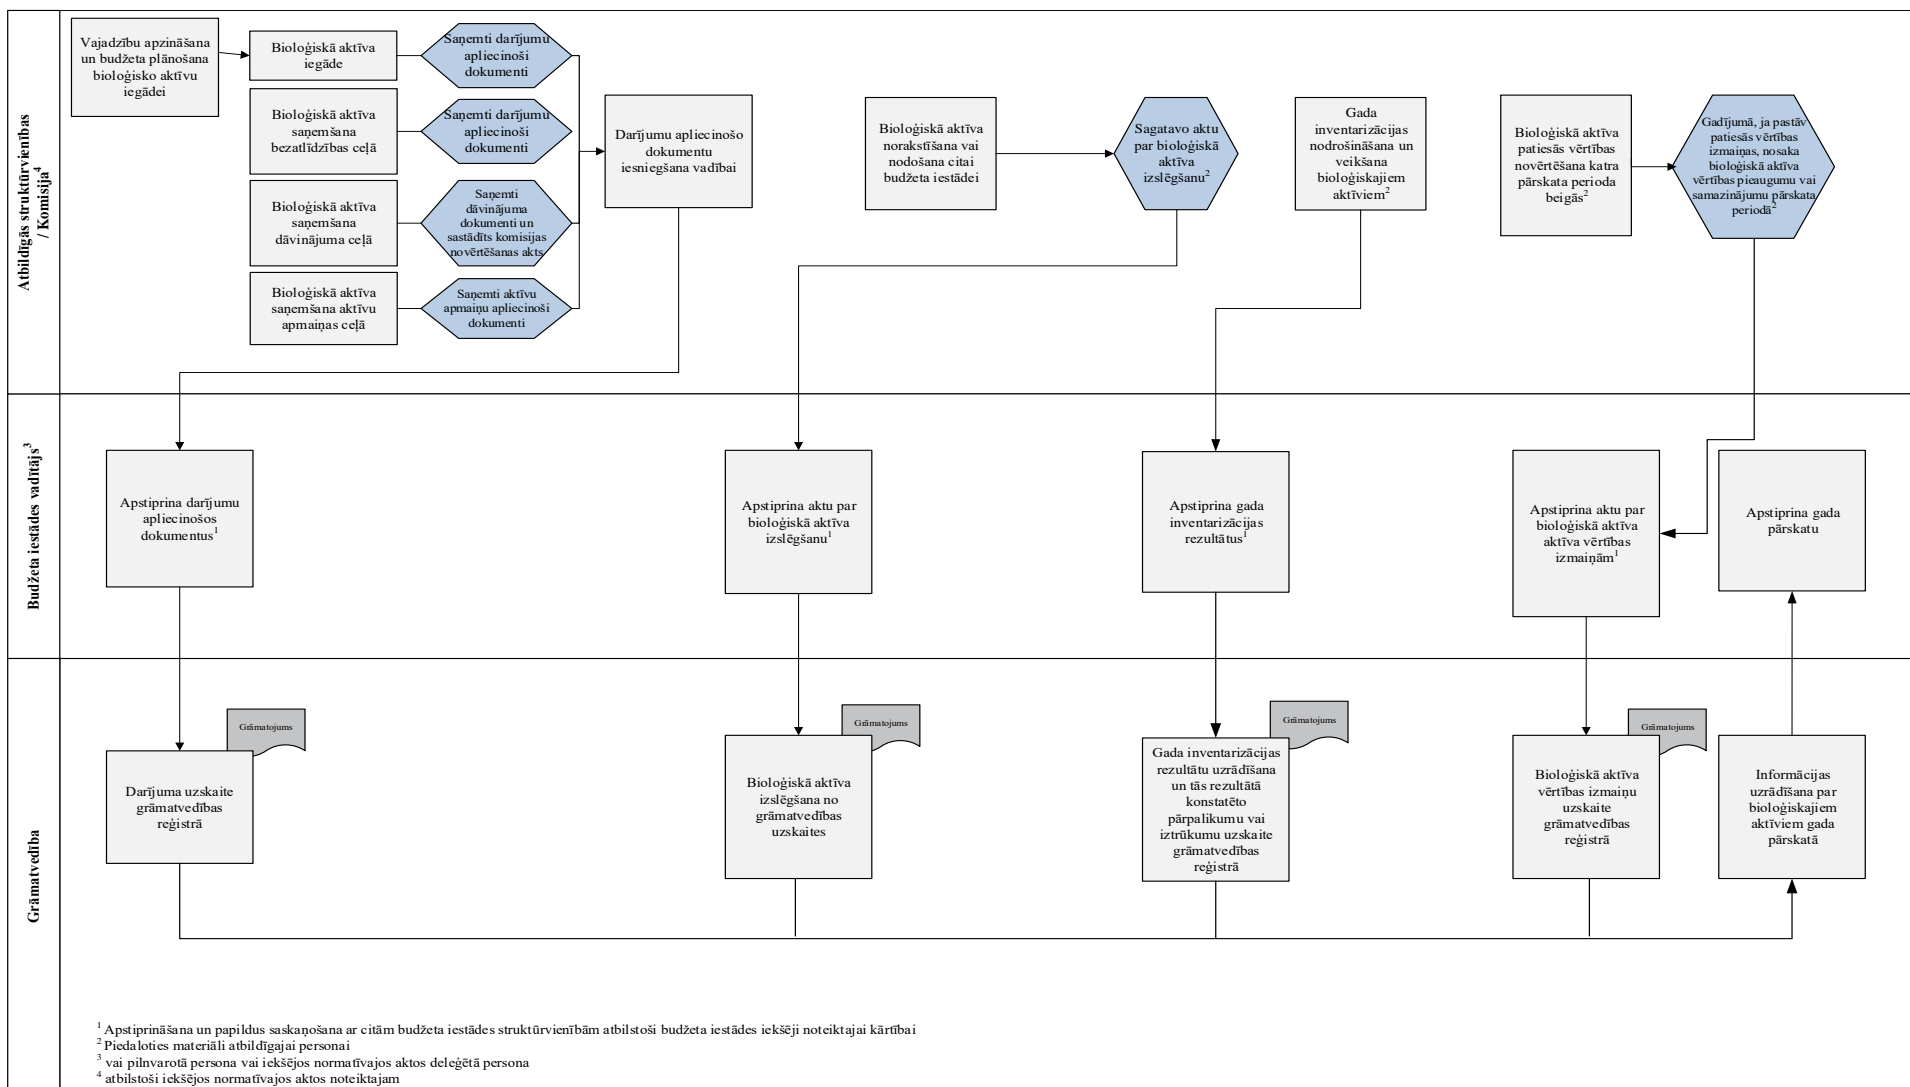 Atbildīgās struktūrvienības
/ Komisija4
Vajadzību apzināšana
un budžeta plānošana
bioloģisko aktīvu
iegādei
Bioloģiskā aktīva
iegāde
Saņemti darījumu
apliecinoši
dokumenti
Bioloģiskā aktīva
saņemšana
bezatlīdzības ceļā
Saņemti darījumu
apliecinoši
dokumenti
Bioloģiskā aktīva
saņemšana
dāvinājuma ceļā
Saņemti
dāvinājuma
dokumenti un
sastādīts komisijas
novērtēšanas akts
Bioloģiskā aktīva
saņemšana aktīvu
apmaiņas ceļā
Saņemti aktīvu
apmaiņu apliecinoši
dokumenti
Darījumu apliecinošo
dokumentu
iesniegšana vadībai
Bioloģiskā aktīva
norakstīšana vai
nodošana citai
budžeta iestādei
Sagatavo aktu
par bioloģiskā
aktīva
izslēgšanu2
Gada
inventarizācijas
nodrošināšana un
veikšana
bioloģiskajiem
aktīviem2
Bioloģiskā aktīva
patiesās vērtības
novērtēšana katra
pārskata perioda
beigās2
Gadījumā, ja pastāv
patiesās vērtības
izmaiņas, nosaka
bioloģiskā aktīva
vērtības pieaugumu vai
samazinājumu pārskata
periodā2
Budžeta iestādes vadītājs3
Apstiprina darījumu
apliecinošos
dokumentus1
Apstiprina aktu par
bioloģiskā aktīva
izslēgšanu1
Apstiprina gada
inventarizācijas
rezultātus1
Apstiprina aktu par
bioloģiskā aktīva
aktīva vērtības
izmaiņām1
Apstiprina gada
pārskatu
Grāmatvedība
Grāmatojums
Darījuma uzskaite
grāmatvedības
reģistrā
Grāmatojums
Bioloģiskā aktīva
izslēgšana no
grāmatvedības
uzskaites
Grāmatojums
Gada inventarizācijas
rezultātu uzrādīšana
un tās rezultātā
konstatēto
pārpalikumu vai
iztrūkumu uzskaite
grāmatvedības
reģistrā
Grāmatojums
Bioloģiskā aktīva
vērtības izmaiņu
uzskaite
grāmatvedības
reģistrā
Informācijas
uzrādīšana par
bioloģiskajiem
aktīviem gada
pārskatā
1 Apstiprināšana un papildus saskaņošana ar citām budžeta iestādes struktūrvienībām atbilstoši budžeta iestādes iekšēji noteiktajai kārtībai
2 Piedaloties materiāli atbildīgajai personai
3 vai pilnvarotā persona vai iekšējos normatīvajos aktos deleģētā persona
4 atbilstoši iekšējos normatīvajos aktos noteiktajam